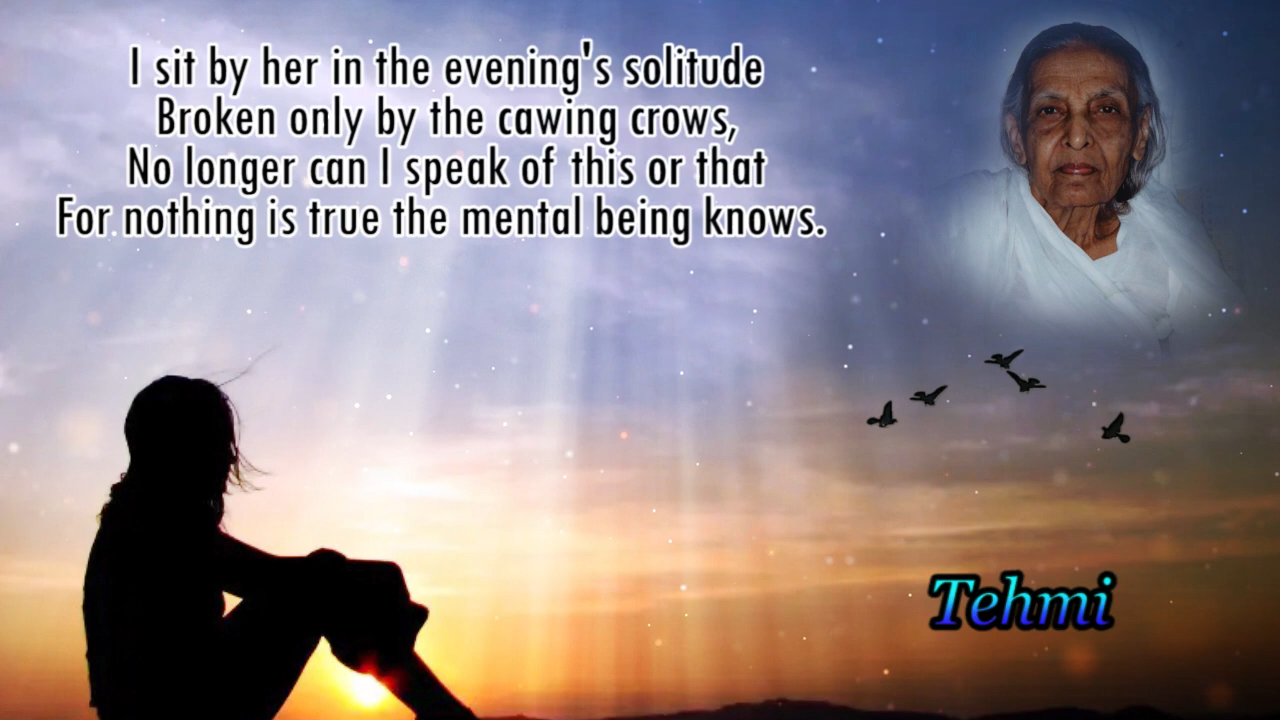 I sit by her in the evening's solitude
Broken only by the cawing crows,
No longer can I speak of this or that
For nothing is true the mental being knows.
Tehmi